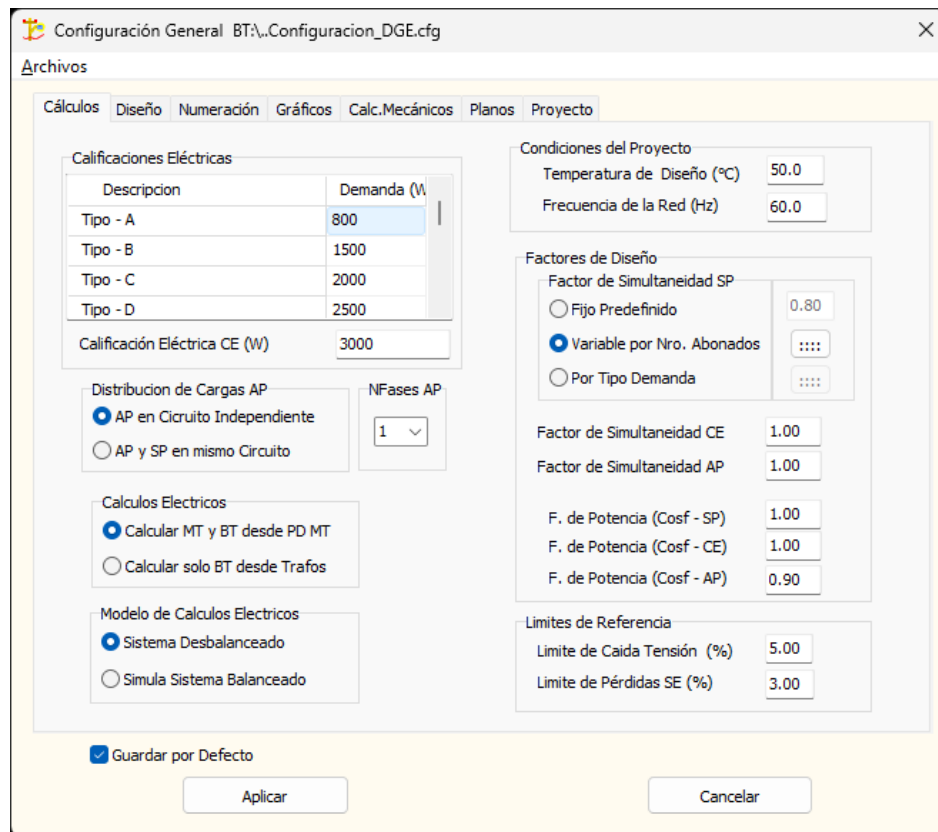 Configuración General  BT:\..Configuracion_DGE.cfg
Archivos
Cálculos Diseño Numeración Gráficos Calc.Mecánicos Planos Proyecto
Calificaciones Eléctricas
Descripcion Demanda (W
Tipo - A 800
Tipo - B 1500
Tipo - C 2000
Tipo - D 2500
Calificación Eléctrica CE (W) 3000
Distribucion de Cargas AP
AP en Cicruito Independiente
AP y SP en mismo Circuito
NFases AP
1
Calculos Electricos
Calcular MT y BT desde PD MT
Calcular solo BT desde Trafos
Modelo de Calculos Electricos
Sistema Desbalanceado
Simula Sistema Balanceado
Condiciones del Proyecto
Temperatura de  Diseño (ºC) 50.0
Frecuencia de la Red (Hz) 60.0
Factores de Diseño
Factor de Simultaneidad SP
Fijo Predefinido 0.80
Variable por Nro. Abonados ::::
Por Tipo Demanda ::::
Factor de Simultaneidad CE 1.00
Factor de Simultaneidad AP 1.00
F. de Potencia (Cosf - SP) 1.00
F. de Potencia (Cosf - CE) 1.00
F. de Potencia (Cosf - AP) 0.90
Limites de Referencia
Limite de Caida Tensión  (%) 5.00
Limite de Pérdidas SE (%) 3.00
Guardar por Defecto
Aplicar Cancelar